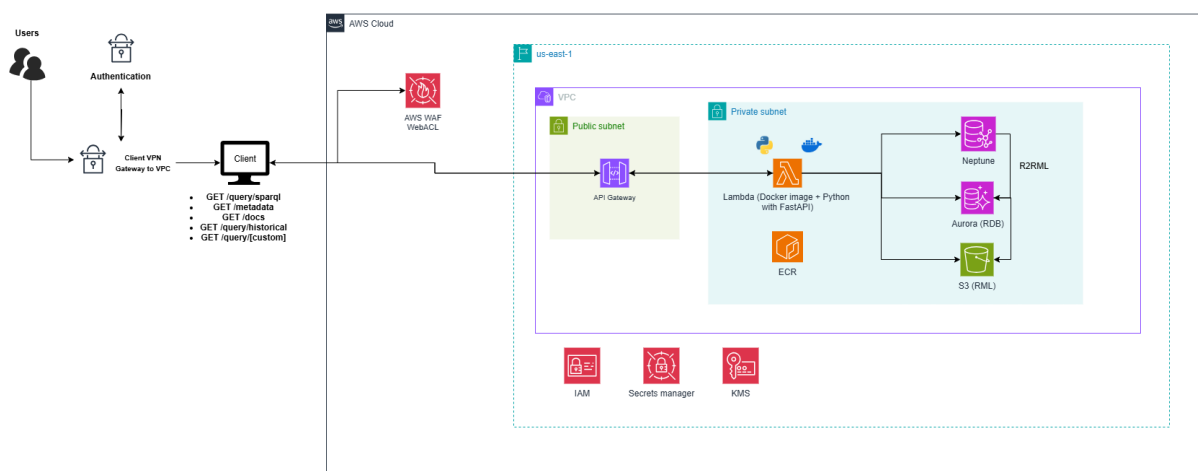 Users
Authentication
Client VPN
Gateway to VPC
Client
GET /query/sparql
GET /metadata
GET /docs
GET /query/historical
GET /query/[custom]
aws
AWS Cloud
AWS WAF
WebACL
us-east-1
VPC
Public subnet
API Gateway
Private subnet
Lambda (Docker image + Python
with FastAPI)
ECR
Neptune
R2RML
Aurora (RDB)
S3 (RML)
IAM
Secrets manager
KMS